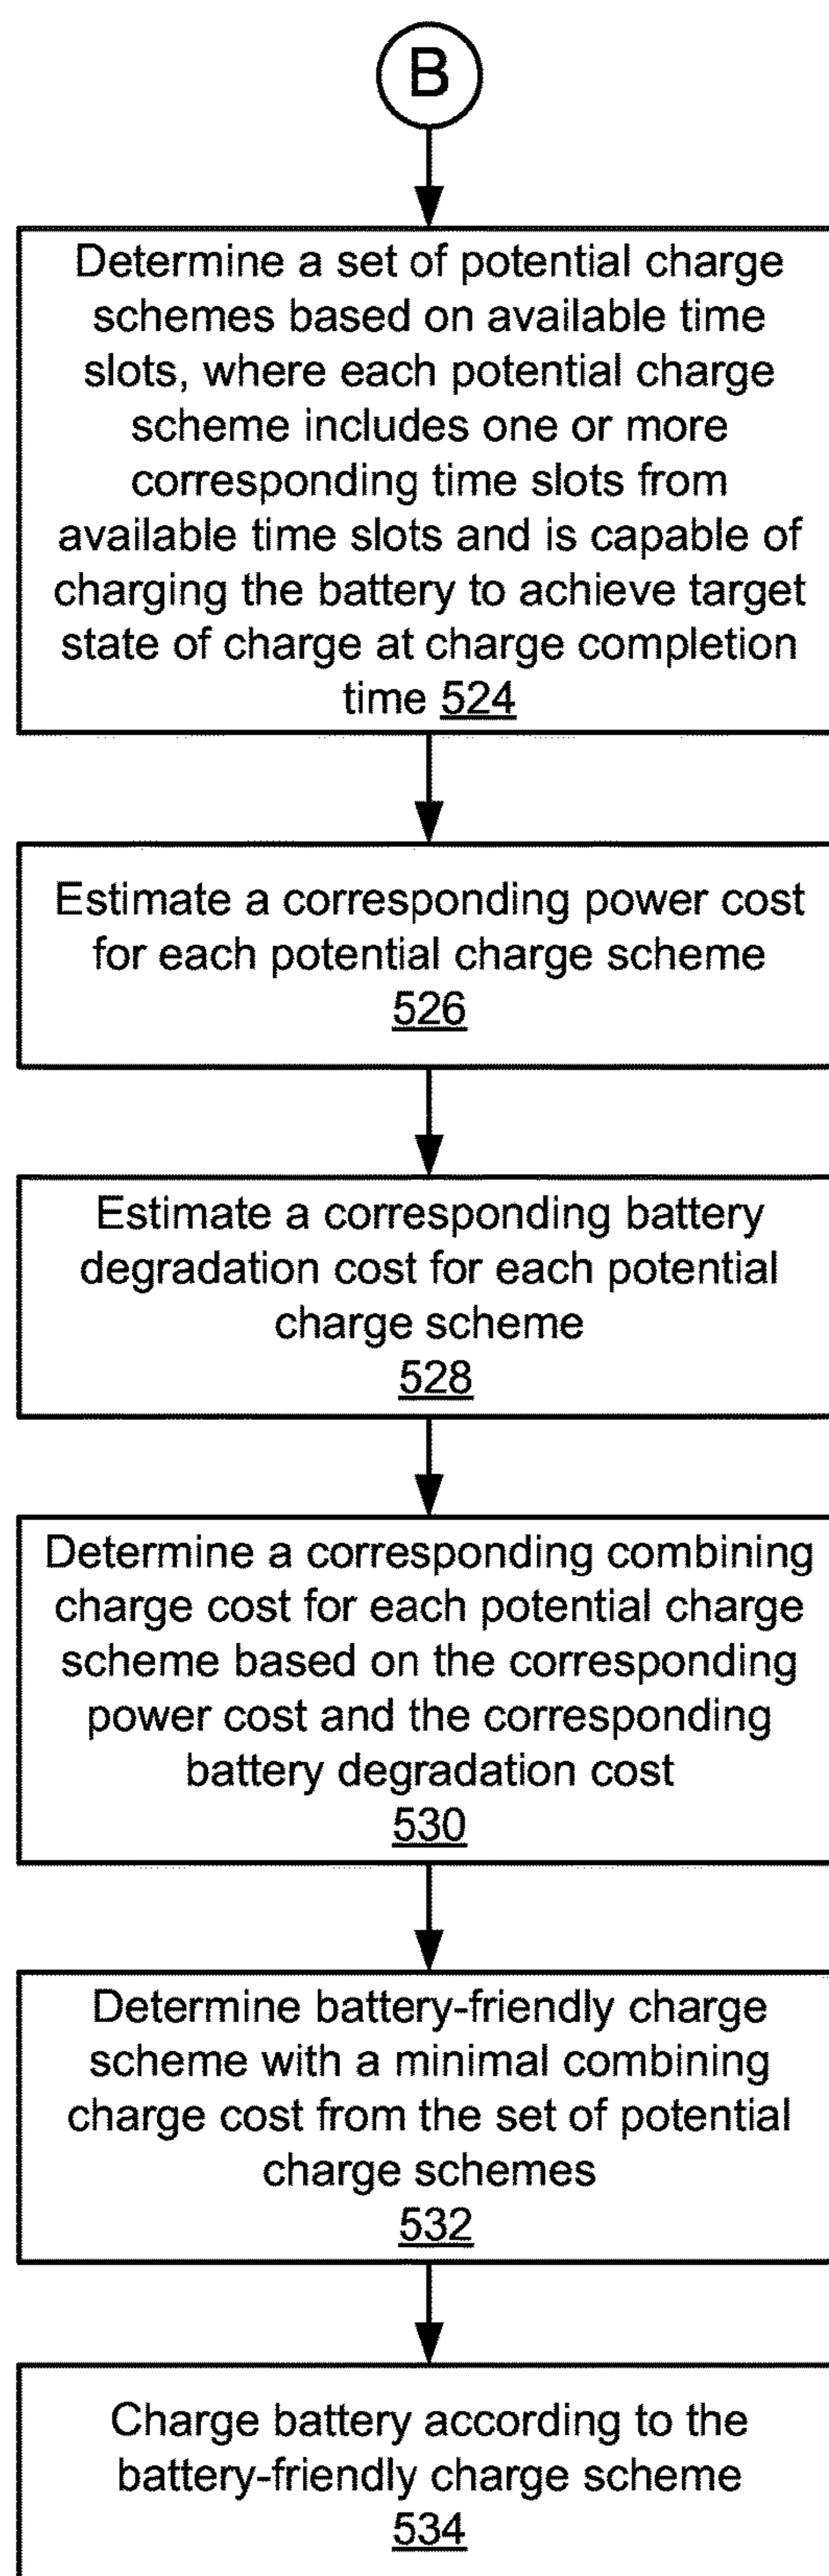 B
Determine a set of potential charge
schemes based on available time
slots, where each potential charge
scheme includes one or more
corresponding time slots from
available time slots and is capable of
charging the battery to achieve target
state of charge at charge completion
time 524
Estimate a corresponding power cost
for each potential charge scheme
526
Estimate a corresponding battery
degradation cost for each potential
charge scheme
528
Determine a corresponding combining
charge cost for each potential charge
scheme based on the corresponding
power cost and the corresponding
battery degradation cost
530
Determine battery-friendly charge
scheme with a minimal combining
charge cost from the set of potential
charge schemes
532
Charge battery according to the
battery-friendly charge scheme
534